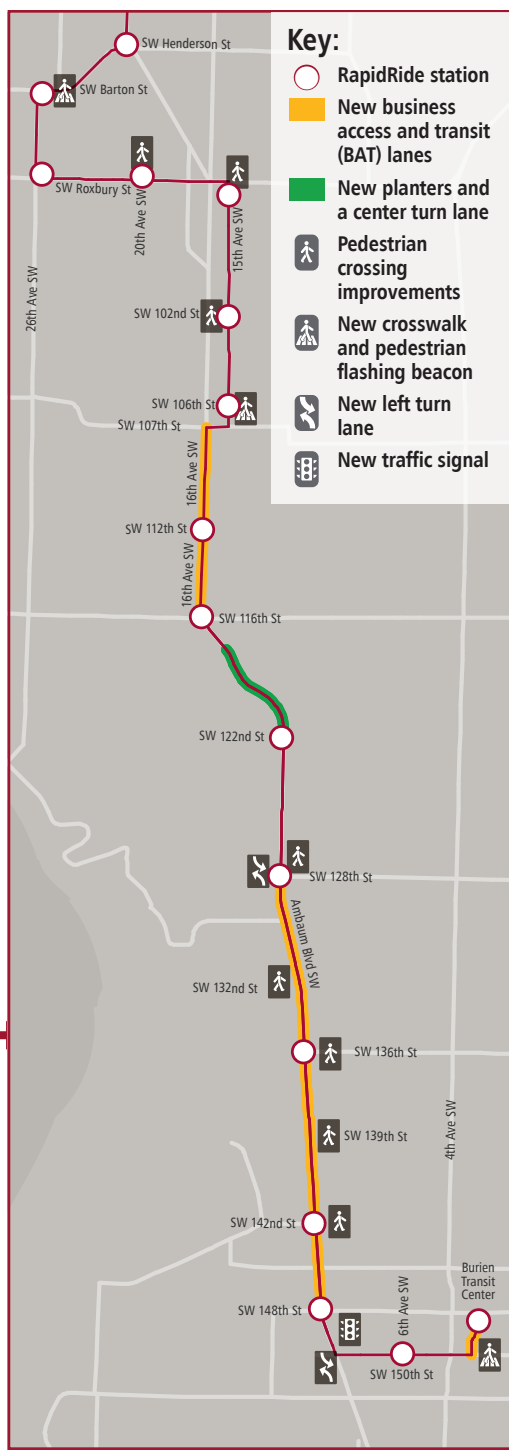 SW Henderson St
SW Barton St
SW Roxbury St
20th Ave SW
15th Ave SW
26th Ave SW
SW 102nd St
SW 106th St
SW 107th St
16th Ave SW
SW 112th St
16th Ave SW
SW 116th St
SW 122nd St
SW 128th St
Ambaum Blvd SW
SW 132nd St
SW 136th St
SW 139th St
4th Ave SW
SW 142nd St
Burien
Transit
Center
SW 148th St
6th Ave SW
SW 150th St
Key:
RapidRide station
New business
access and transit
(BAT) lanes
New planters and
a center turn lane
Pedestrian
crossing
improvements
New crosswalk
and pedestrian
flashing beacon
New left turn
lane
New traffic signal